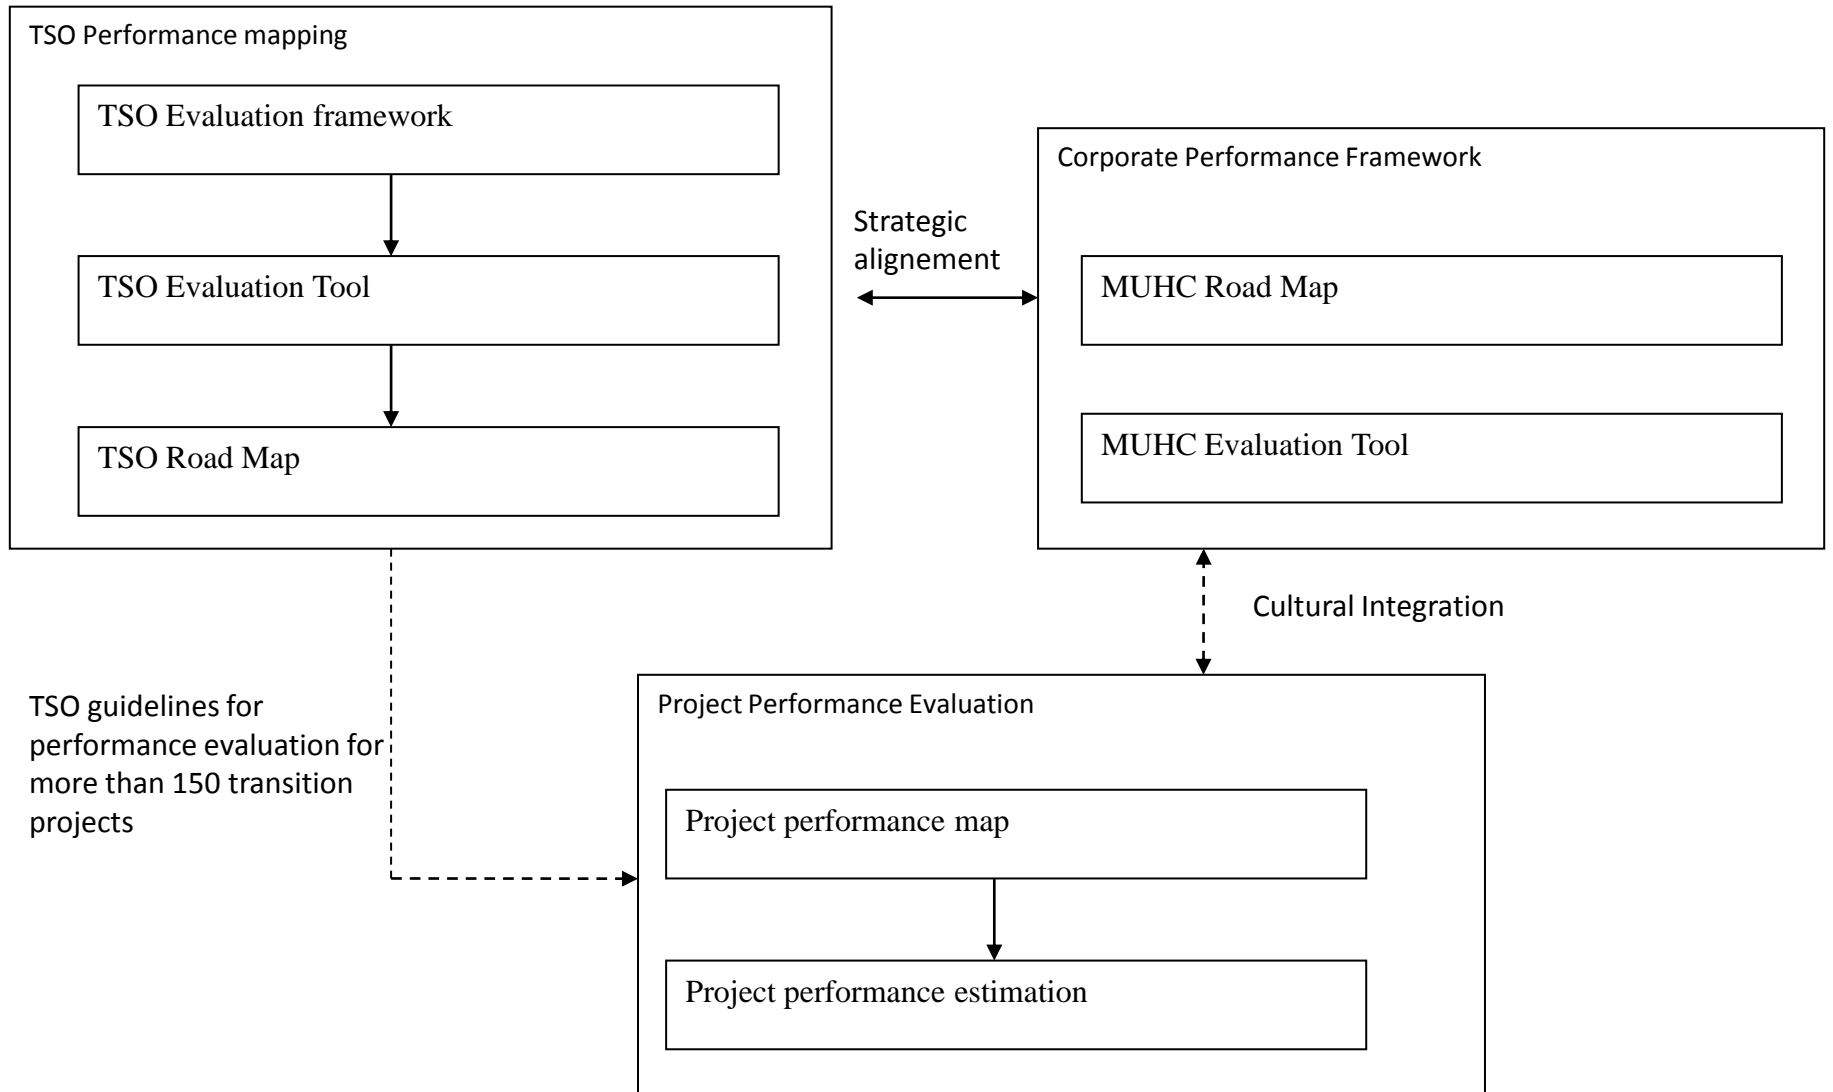 TSO Performance mapping
TSO Evaluation framework
TSO Evaluation Tool
TSO Road Map
Strategic
alignement
Corporate Performance Framework
MUHC Road Map
MUHC Evaluation Tool
Cultural Integration
TSO guidelines for
performance evaluation for
more than 150 transition
projects
Project Performance Evaluation
Project performance map
Project performance estimation